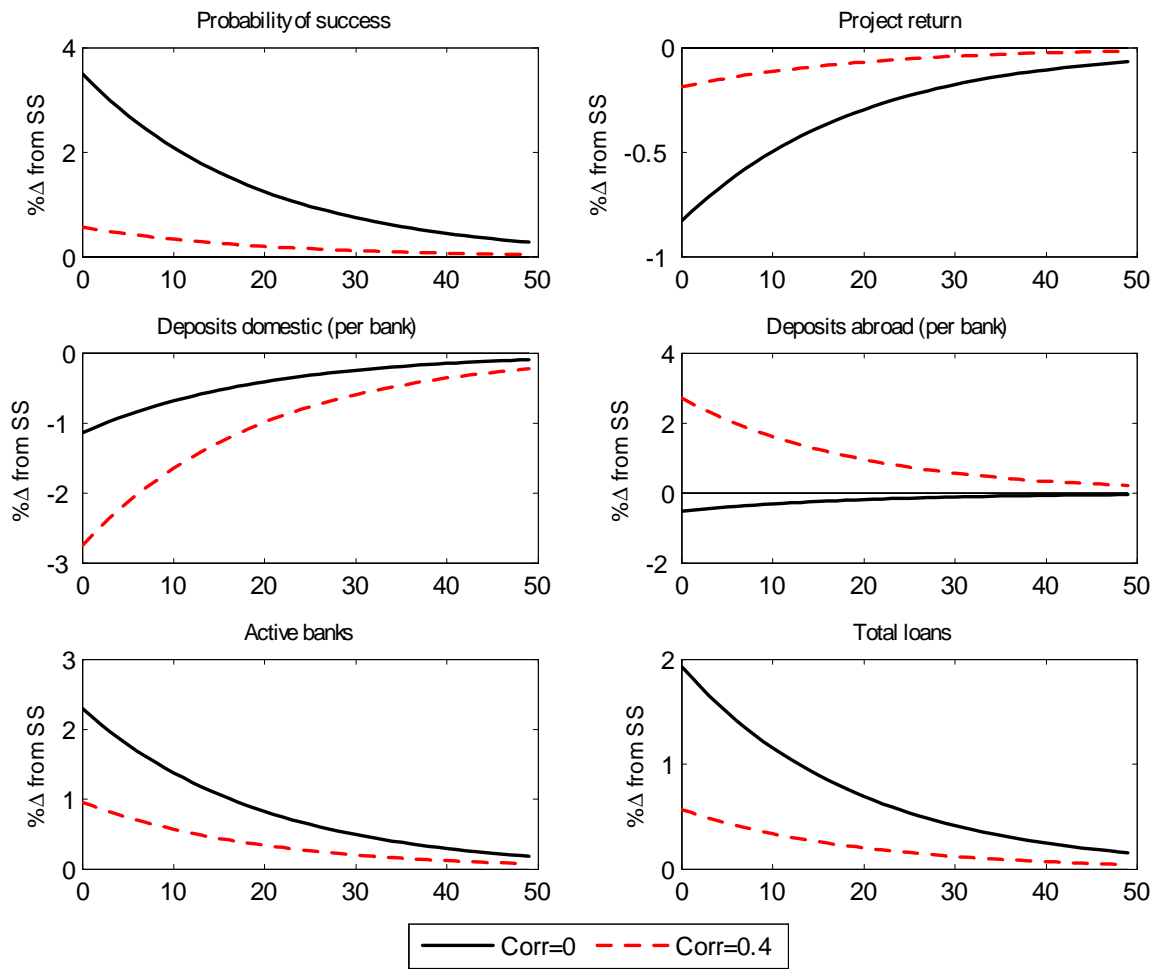 Probability of success
Project return
4
2
0
%Δ from SS
0 10 20 30 40 50
0
-0.5
-1
%Δ from SS
0 10 20 30 40 50
Deposits domestic (per bank)
Deposits abroad (per bank)
0
-1
-2
-3
%Δ from SS
0 10 20 30 40 50
4
2
0
-2
%Δ from SS
0 10 20 30 40 50
Active banks
Total loans
3
2
1
0
%Δ from SS
0 10 20 30 40 50
2
1
0
%Δ from SS
0 10 20 30 40 50
Corr=0 Corr=0.4